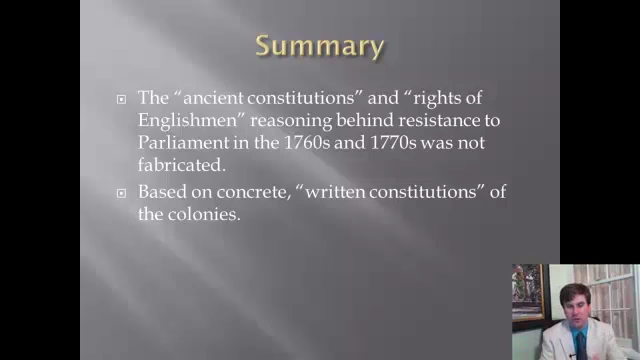 Summary
The “ancient constitutions” and “rights of
Englishmen” reasoning behind resistance to
Parliament in the 1760s and 1770s was not
fabricated.
Based on concrete, “written constitutions” of
the colonies.